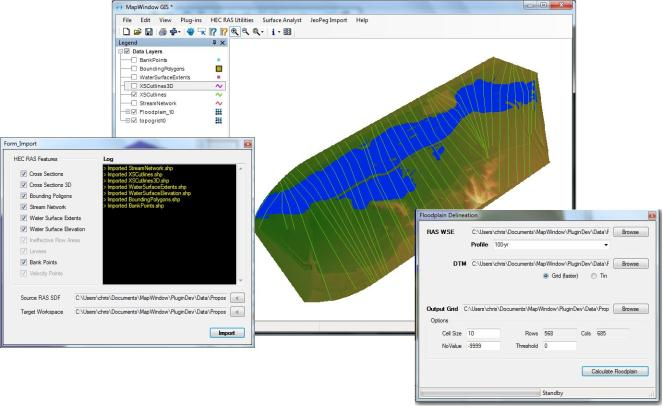 MapWindow GIS *
File Edit View Plug-ins HEC RAS Utilities Surface Analyst JeoPeg Import Help
Legend
Data Layers
BankPoints
BoundingPolygons
WaterSurfaceExtents
XSCutlines3D
XSCutlines
StreamNetwork
Floodplain_10
topogrid10
Form_Import
HEC RAS Features
Cross Sections
Cross Sections 3D
Bounding Poligons
Stream Network
Water Surface Extents
Water Surface Elevation
Ineffective Flow Areas
Levees
Bank Points
Velocity Points
Log
> Imported StreamNetwork.shp
> Imported XSCutlines.shp
> Imported XSCutlines3D.shp
> Imported WaterSurfaceExtents.shp
> Imported WaterSurfaceElevation.shp
> Imported BoundingPolygons.shp
> Imported BankPoints.shp
Source RAS SDF C:\Users\chris\Documents\MapWindow\PluginDev\Data\Propos <
Target Workspace C:\Users\chris\Documents\MapWindow\PluginDev\Data\Propos <
Import
Floodplain Delineation
RAS WSE C:\Users\chris\Documents\MapWindow\PluginDev\Data\F Browse
Profile 100-yr
DTM C:\Users\chris\Documents\MapWindow\PluginDev\Data\F Browse
Grid (faster) Tin
Output Grid C:\Users\chris\Documents\MapWindow\PluginDev\Data\Prop Browse
Options
Cell Size 10 Rows 568 Cols 685
NoValue -9999 Threshold 0
Calculate Floodplain
Standby